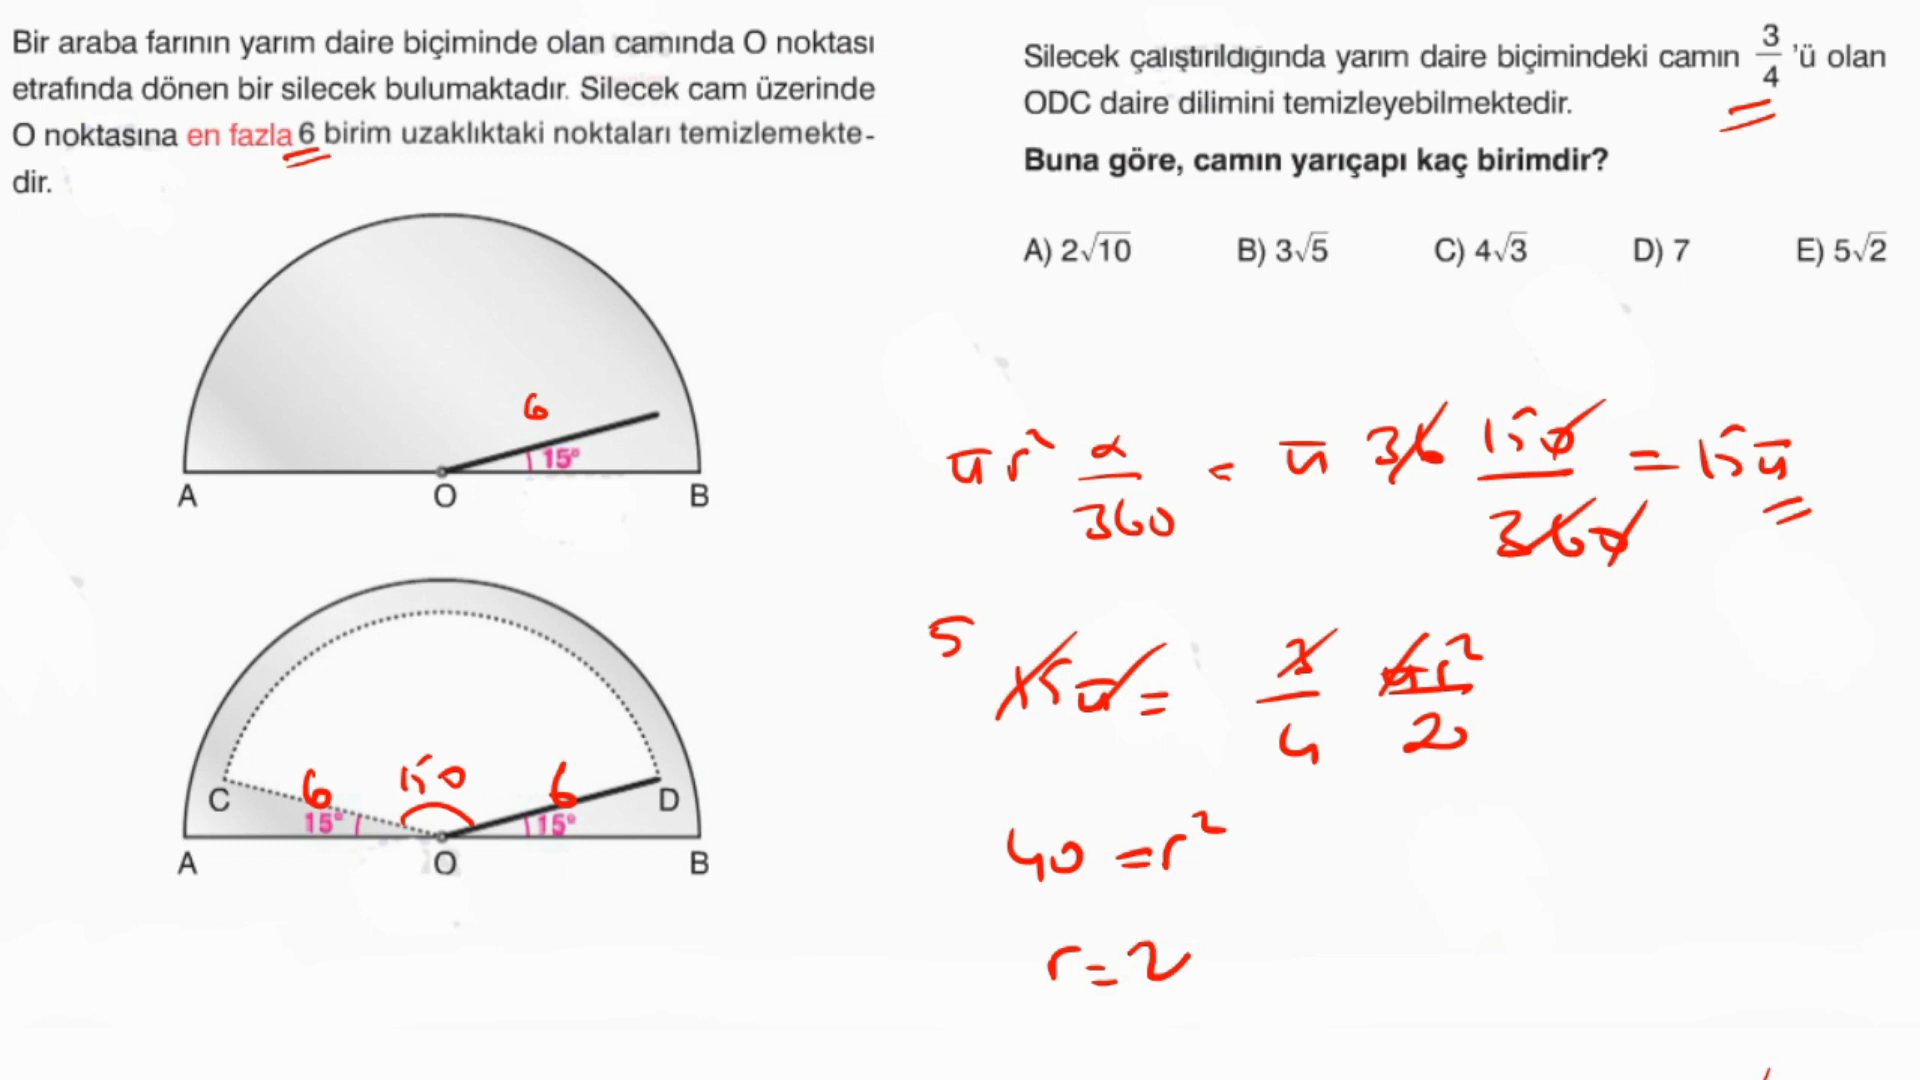 Bir araba farının yarım daire biçiminde olan camında O noktası
etrafında dönen bir silecek bulunmaktadır. Silecek cam üzerinde
O noktasına en fazla 6 birim uzaklıktaki noktaları temizlemekte-
dir.
6
15°
A O B
150
6 6
C D
15° 15°
A O B
Silecek çalıştırıldığında yarım daire biçimindeki camın 3/4 'ü olan
ODC daire dilimini temizleyebilmektedir.
Buna göre, camın yarıçapı kaç birimdir?
A) 2√10 B) 3√5 C) 4√3 D) 7 E) 5√2
πr² α/360 = π 36 150/360 = 15π
5
15π = 3/4 πr²/2
40 = r²
r = 2